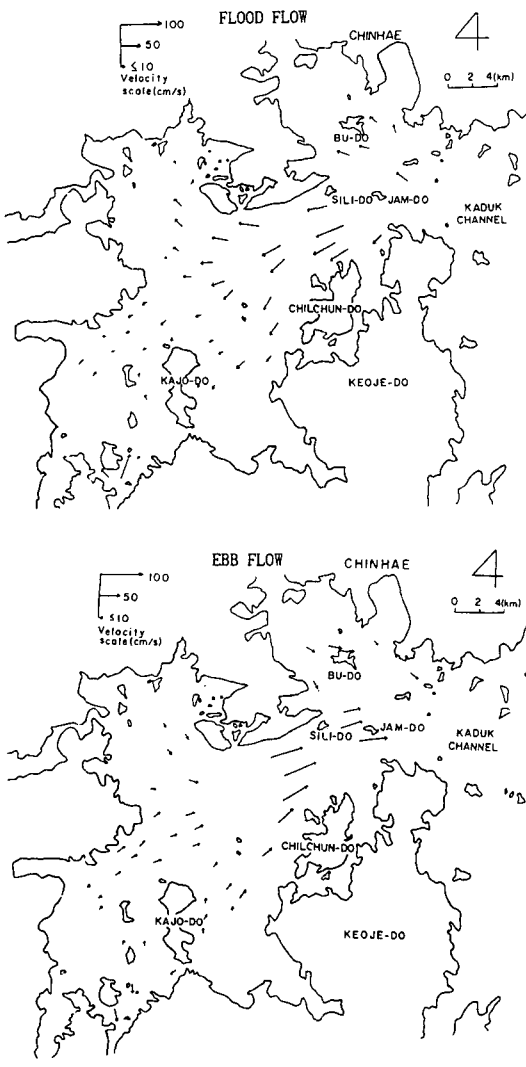 FLOOD FLOW
100
50
≤10
Velocity
scale(cm/s)
CHINHAE
4
0 2 4(km)
BU-DO
SILI-DO
JAM-DO
KADUK
CHANNEL
CHILCHUN-DO
KAJO-DO
KEOJE-DO
EBB FLOW
100
50
≤10
Velocity
scale(cm/s)
CHINHAE
4
0 2 4(km)
BU-DO
SILI-DO
JAM-DO
KADUK
CHANNEL
CHILCHUN-DO
KAJO-DO
KEOJE-DO